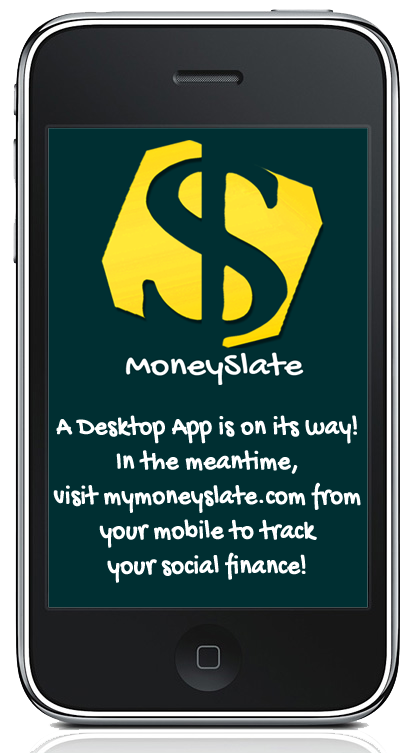 $
MoneySlate
A Desktop App is on its way!
In the meantime,
visit mymoneyslate.com from
your mobile to track
your social finance!